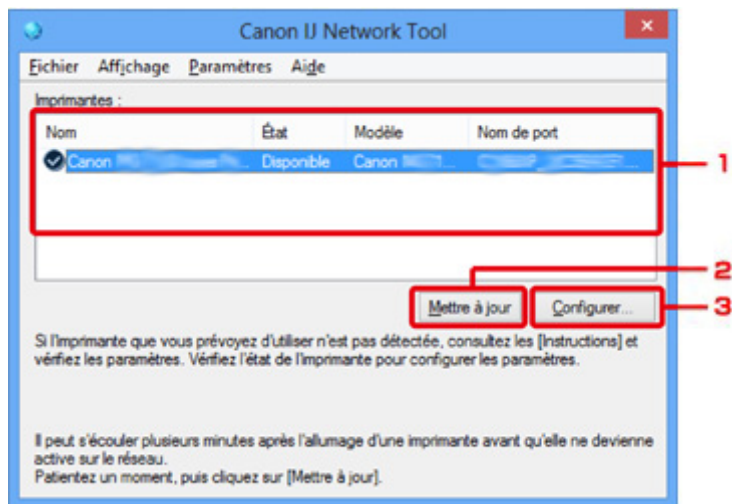 Canon IJ Network Tool
Fichier Affichage Paramètres Aide
Imprimantes :
Nom État Modèle Nom de port
Canon Disponible Canon
1
2
Mettre à jour Configurer...
3
Si l'imprimante que vous prévoyez d'utiliser n'est pas détectée, consultez les [Instructions] et
vérifiez les paramètres. Vérifiez l'état de l'imprimante pour configurer les paramètres.
Il peut s'écouler plusieurs minutes après l'allumage d'une imprimante avant qu'elle ne devienne
active sur le réseau.
Patientez un moment, puis cliquez sur [Mettre à jour].